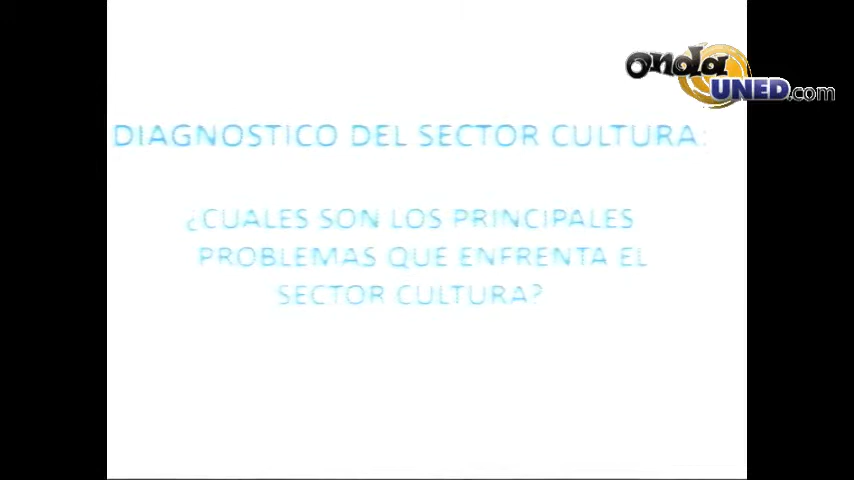 onda
UNED.com
DIAGNOSTICO DEL SECTOR CULTURA:
¿CUALES SON LOS PRINCIPALES
PROBLEMAS QUE ENFRENTA EL
SECTOR CULTURA?